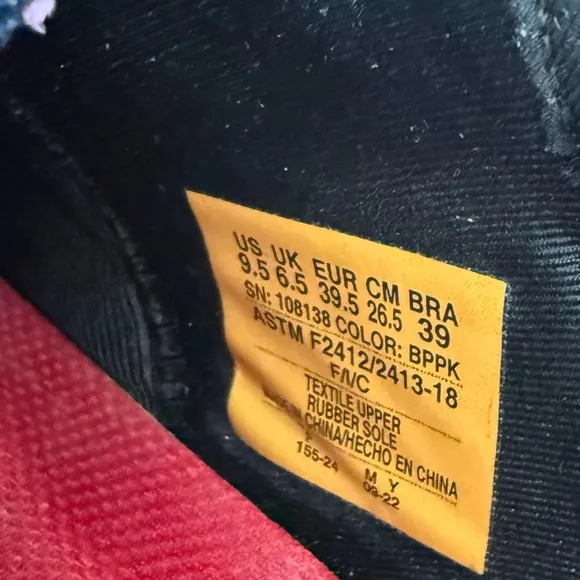 US UK EUR CM BRA
9.5 6.5 39.5 26.5 39
SN: 108138 COLOR: BPPK
ASTM F2412/2413-18
F/I/C
TEXTILE UPPER
RUBBER SOLE
IN CHINA/HECHO EN CHINA
M Y
155-24 09-22